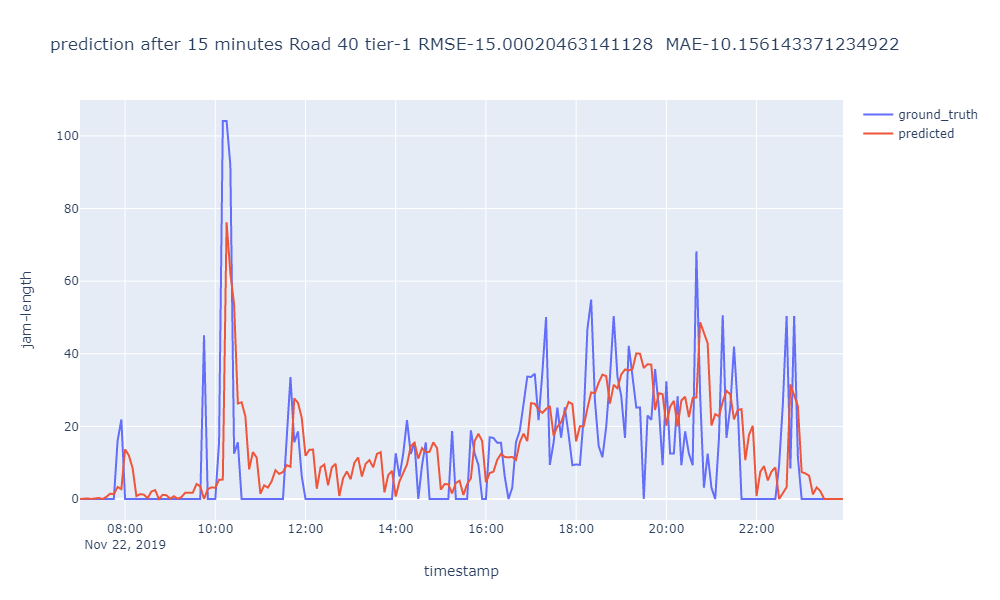 prediction after 15 minutes Road 40 tier-1 RMSE-15.00020463141128  MAE-10.156143371234922
ground_truth
predicted
100
80
60
40
20
0
jam-length
08:00 10:00 12:00 14:00 16:00 18:00 20:00 22:00
Nov 22, 2019
timestamp